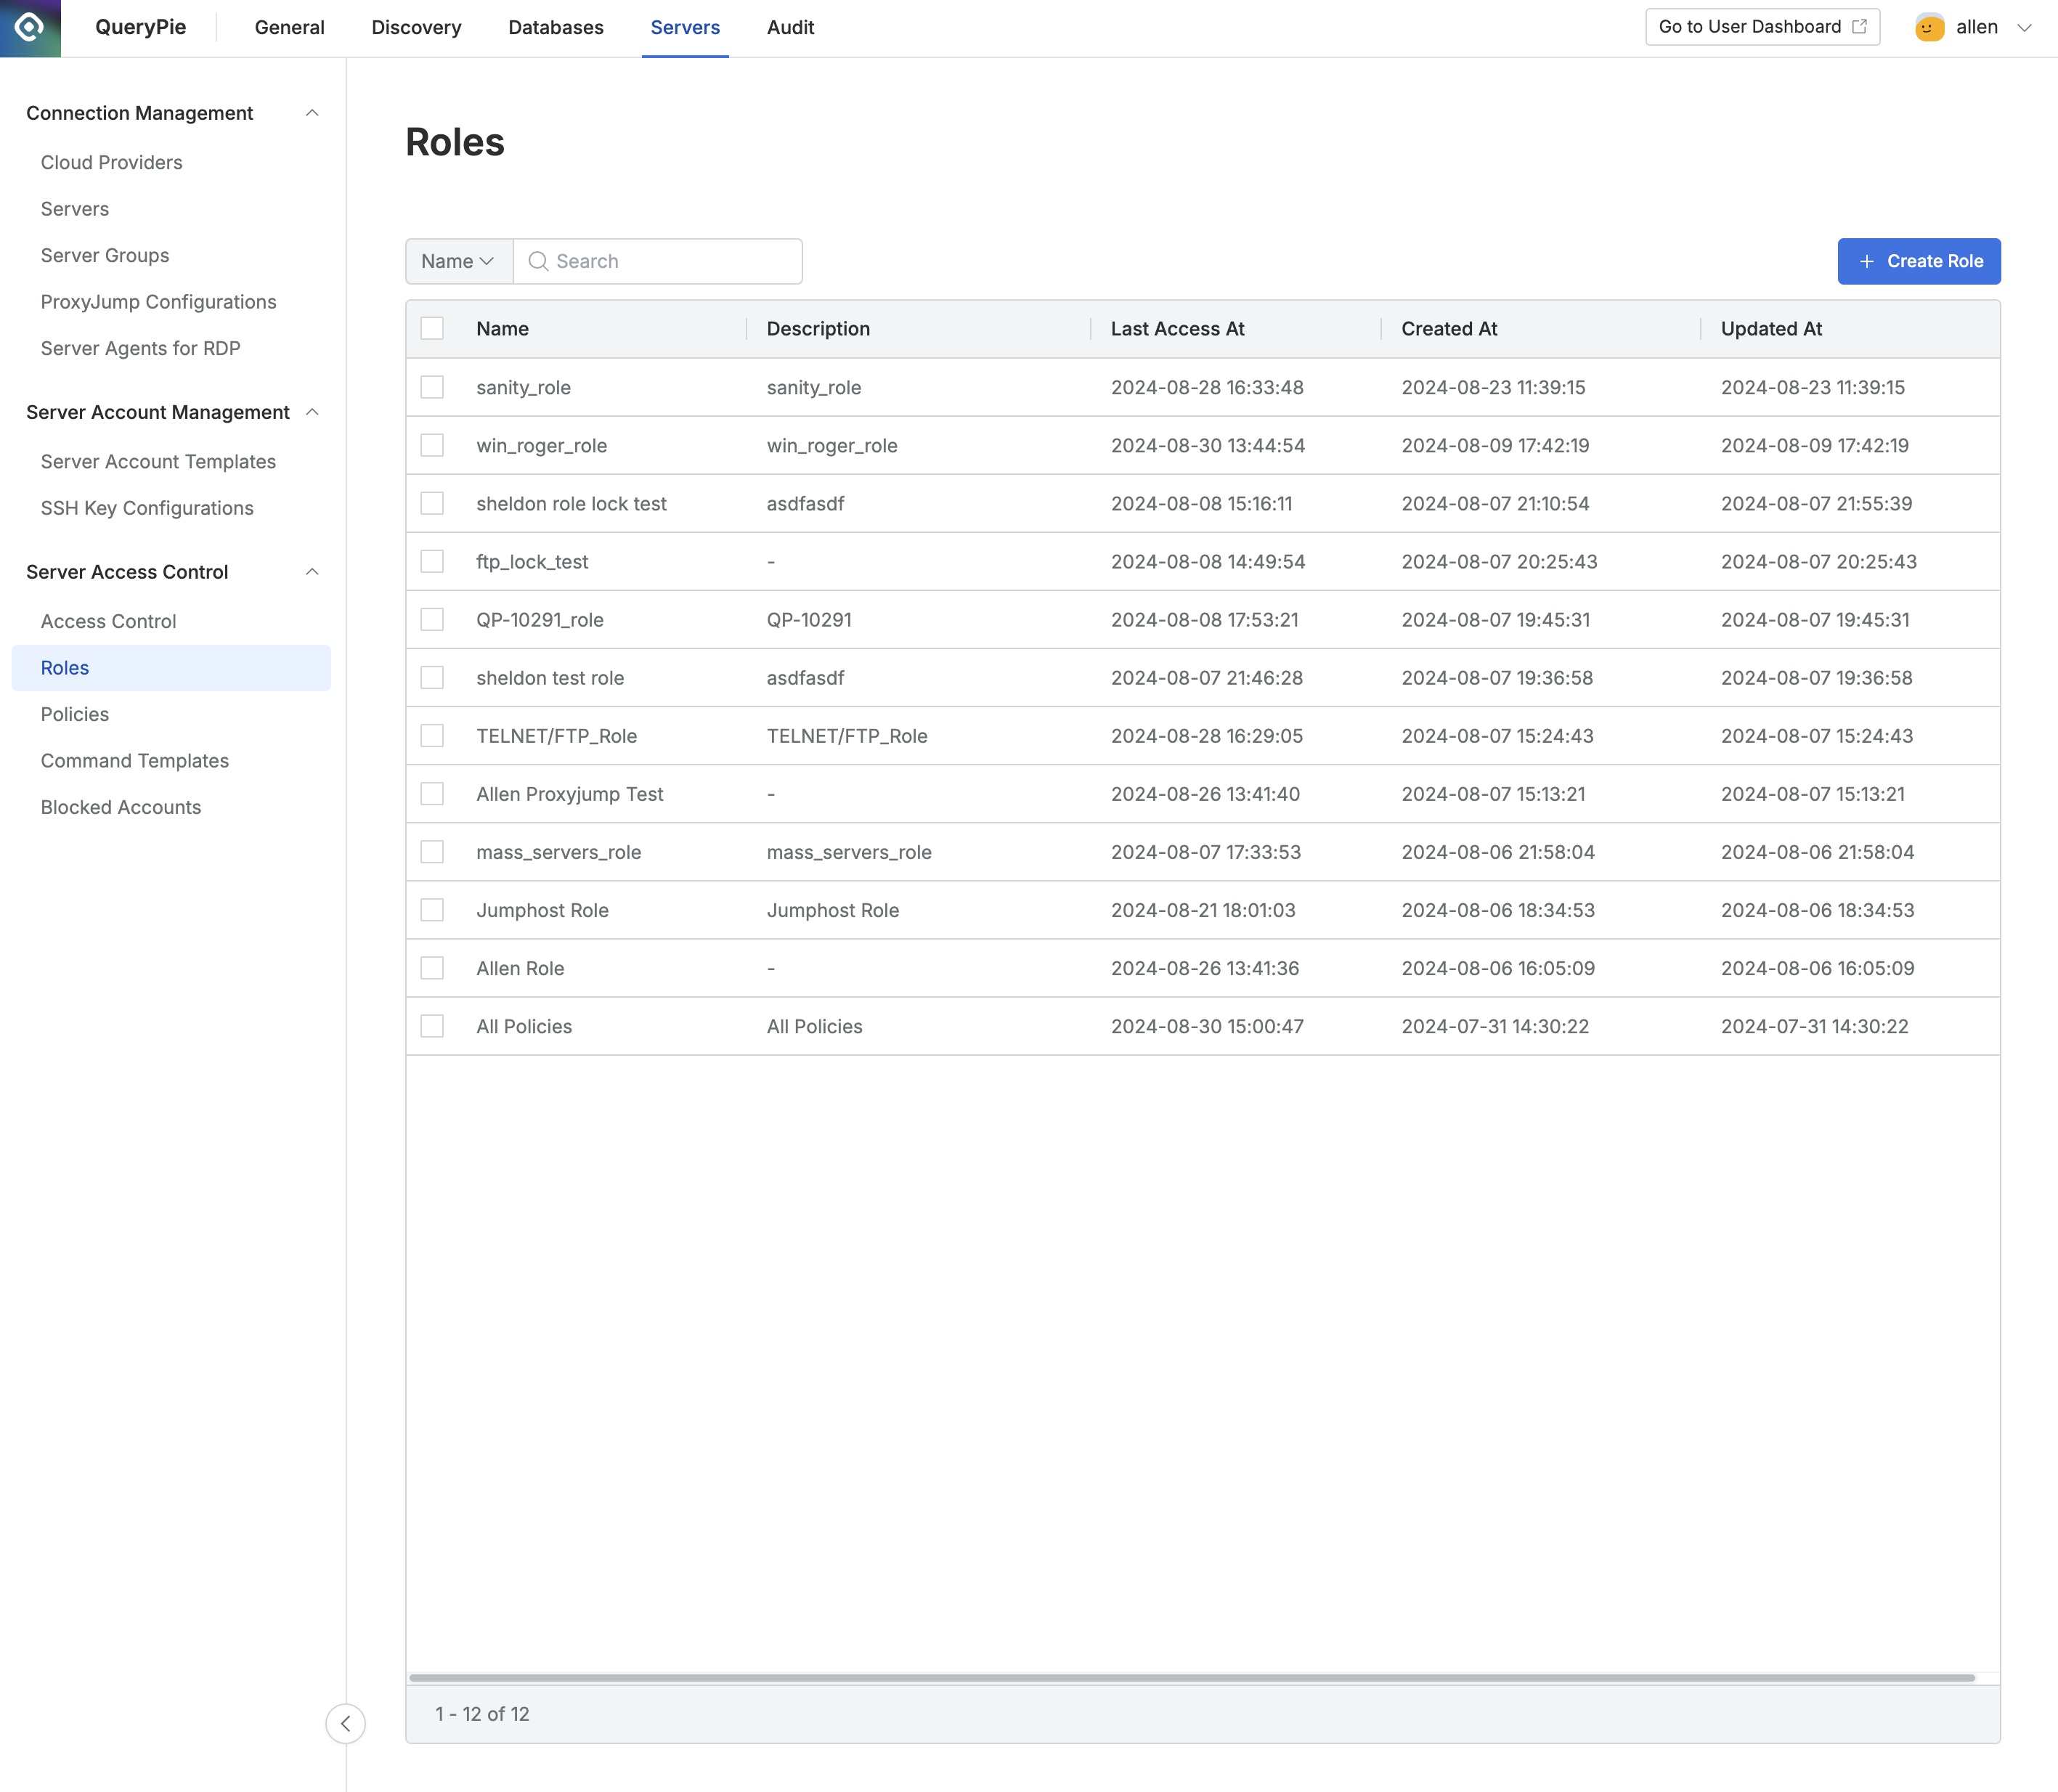 QueryPie
General
Discovery
Databases
Servers
Audit
Go to User Dashboard
allen
Connection Management
Cloud Providers
Servers
Server Groups
ProxyJump Configurations
Server Agents for RDP
Server Account Management
Server Account Templates
SSH Key Configurations
Server Access Control
Access Control
Roles
Policies
Command Templates
Blocked Accounts
Roles
Name
Search
Create Role
Name Description Last Access At Created At Updated At
sanity_role sanity_role 2024-08-28 16:33:48 2024-08-23 11:39:15 2024-08-23 11:39:15
win_roger_role win_roger_role 2024-08-30 13:44:54 2024-08-09 17:42:19 2024-08-09 17:42:19
sheldon role lock test asdfasdf 2024-08-08 15:16:11 2024-08-07 21:10:54 2024-08-07 21:55:39
ftp_lock_test - 2024-08-08 14:49:54 2024-08-07 20:25:43 2024-08-07 20:25:43
QP-10291_role QP-10291 2024-08-08 17:53:21 2024-08-07 19:45:31 2024-08-07 19:45:31
sheldon test role asdfasdf 2024-08-07 21:46:28 2024-08-07 19:36:58 2024-08-07 19:36:58
TELNET/FTP_Role TELNET/FTP_Role 2024-08-28 16:29:05 2024-08-07 15:24:43 2024-08-07 15:24:43
Allen Proxyjump Test - 2024-08-26 13:41:40 2024-08-07 15:13:21 2024-08-07 15:13:21
mass_servers_role mass_servers_role 2024-08-07 17:33:53 2024-08-06 21:58:04 2024-08-06 21:58:04
Jumphost Role Jumphost Role 2024-08-21 18:01:03 2024-08-06 18:34:53 2024-08-06 18:34:53
Allen Role - 2024-08-26 13:41:36 2024-08-06 16:05:09 2024-08-06 16:05:09
All Policies All Policies 2024-08-30 15:00:47 2024-07-31 14:30:22 2024-07-31 14:30:22
1 - 12 of 12